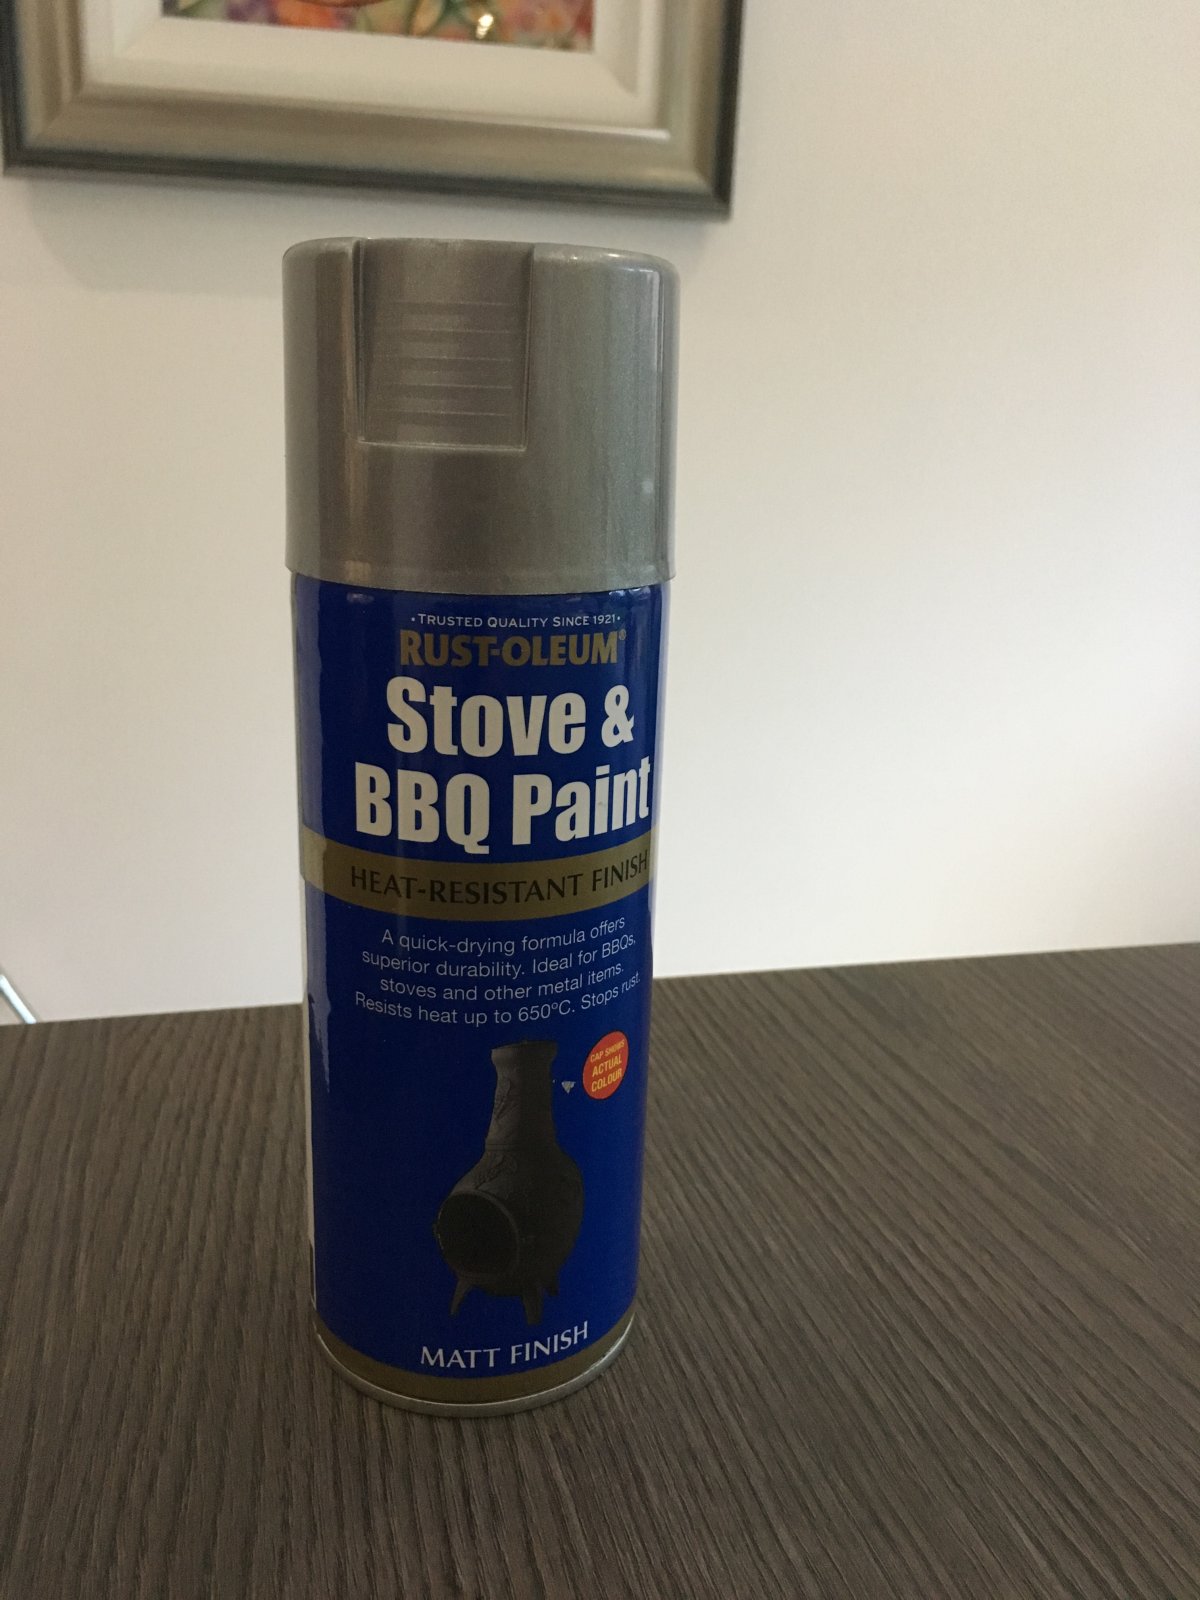 •TRUSTED QUALITY SINCE 1921•
RUST-OLEUM®
Stove &
BBQ Paint
HEAT-RESISTANT FINISH
A quick-drying formula offers
superior durability. Ideal for BBQs,
stoves and other metal items.
Resists heat up to 650°C. Stops rust.
CAP SHOWS
ACTUAL
COLOUR
MATT FINISH